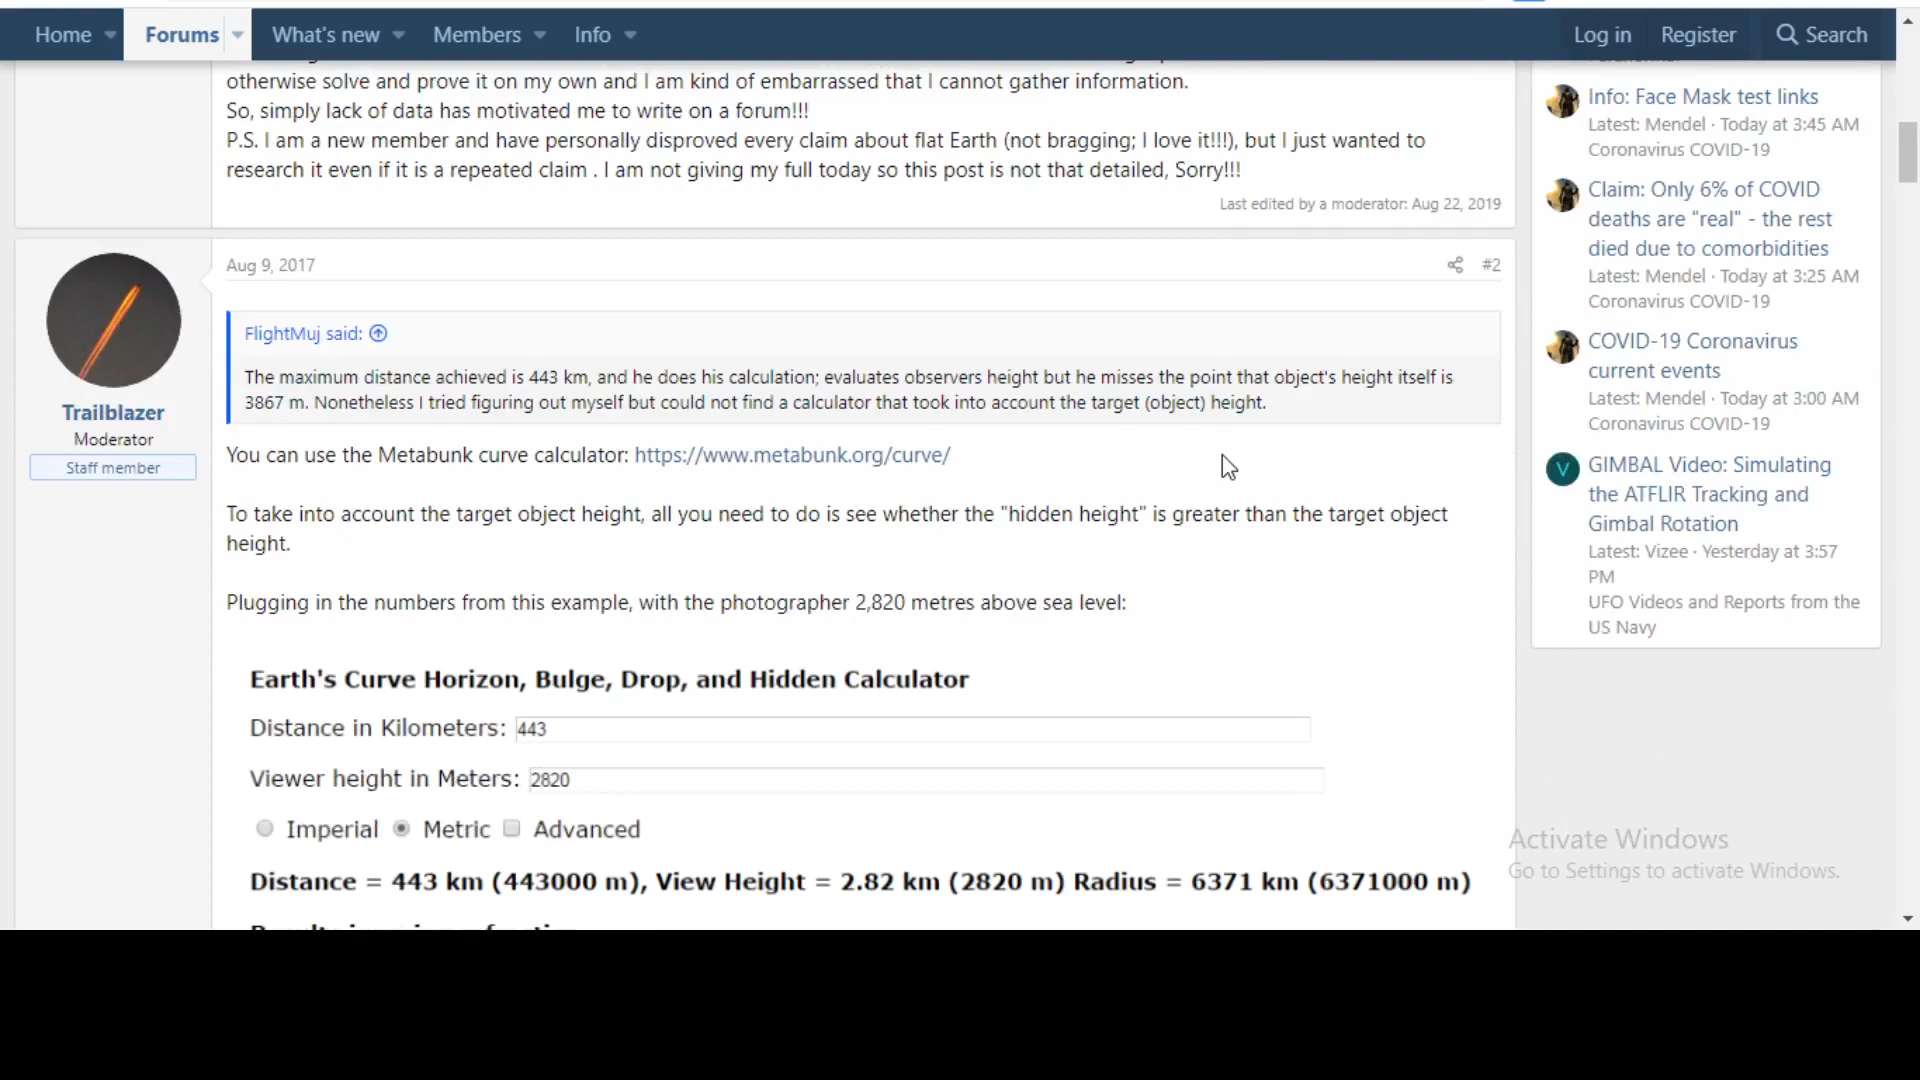 Home Forums What's new Members Info Log in Register Search
otherwise solve and prove it on my own and I am kind of embarrassed that I cannot gather information.
So, simply lack of data has motivated me to write on a forum!!!
P.S. I am a new member and have personally disproved every claim about flat Earth (not bragging; I love it!!!), but I just wanted to
research it even if it is a repeated claim . I am not giving my full today so this post is not that detailed, Sorry!!!
Last edited by a moderator: Aug 22, 2019
Trailblazer
Moderator
Staff member
Aug 9, 2017 #2
FlightMuj said:
The maximum distance achieved is 443 km, and he does his calculation; evaluates observers height but he misses the point that object's height itself is
3867 m. Nonetheless I tried figuring out myself but could not find a calculator that took into account the target (object) height.
You can use the Metabunk curve calculator: https://www.metabunk.org/curve/
To take into account the target object height, all you need to do is see whether the "hidden height" is greater than the target object
height.
Plugging in the numbers from this example, with the photographer 2,820 metres above sea level:
Earth's Curve Horizon, Bulge, Drop, and Hidden Calculator
Distance in Kilometers: 443
Viewer height in Meters: 2820
Imperial Metric Advanced
Distance = 443 km (443000 m), View Height = 2.82 km (2820 m) Radius = 6371 km (6371000 m)
Info: Face Mask test links
Latest: Mendel · Today at 3:45 AM
Coronavirus COVID-19
Claim: Only 6% of COVID
deaths are "real" - the rest
died due to comorbidities
Latest: Mendel · Today at 3:25 AM
Coronavirus COVID-19
COVID-19 Coronavirus
current events
Latest: Mendel · Today at 3:00 AM
Coronavirus COVID-19
V
GIMBAL Video: Simulating
the ATFLIR Tracking and
Gimbal Rotation
Latest: Vizee · Yesterday at 3:57
PM
UFO Videos and Reports from the
US Navy
Activate Windows
Go to Settings to activate Windows.